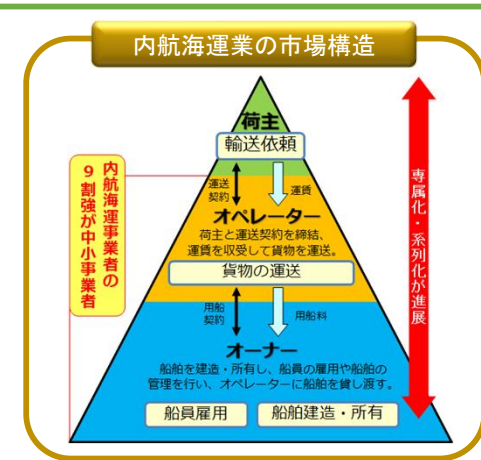 内航海運業の市場構造
荷主
輸送依頼
運送
契約
運賃
オペレーター
荷主と運送契約を締結、
運賃を収受して貨物を運送。
貨物の運送
用船
契約
用船料
オーナー
船舶を建造・所有し、船員の雇用や船舶の
管理を行い、オペレーターに船舶を貸し渡す。
船員雇用
船舶建造・所有
内航海運事業者の
９割強が中小事業者
専属化・系列化が進展